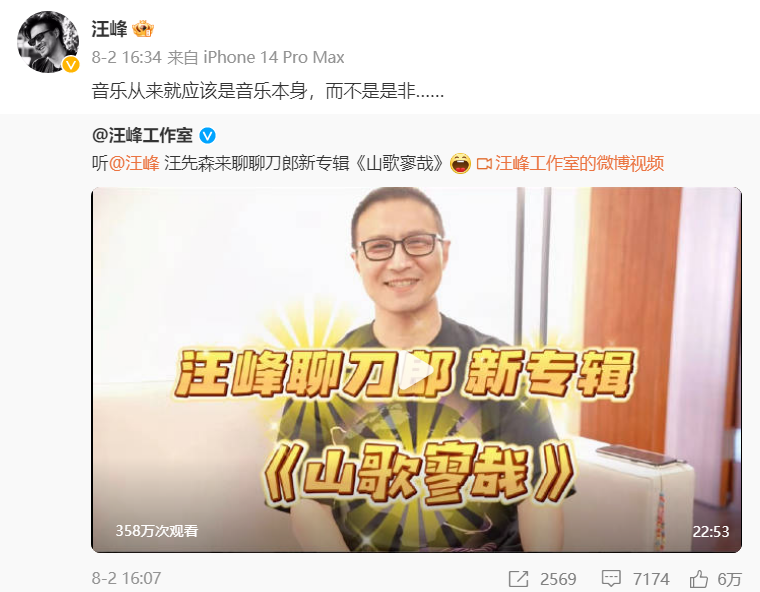 汪峰
8-2 16:34 来自 iPhone 14 Pro Max
音乐从来就应该是音乐本身，而不是是非......
@汪峰工作室
听@汪峰 汪先森来聊聊刀郎新专辑《山歌寥哉》 汪峰工作室的微博视频
汪峰聊刀郎 新专辑
《山歌寥哉》
358万次观看
22:53
8-2 16:07
2569
7174
6万